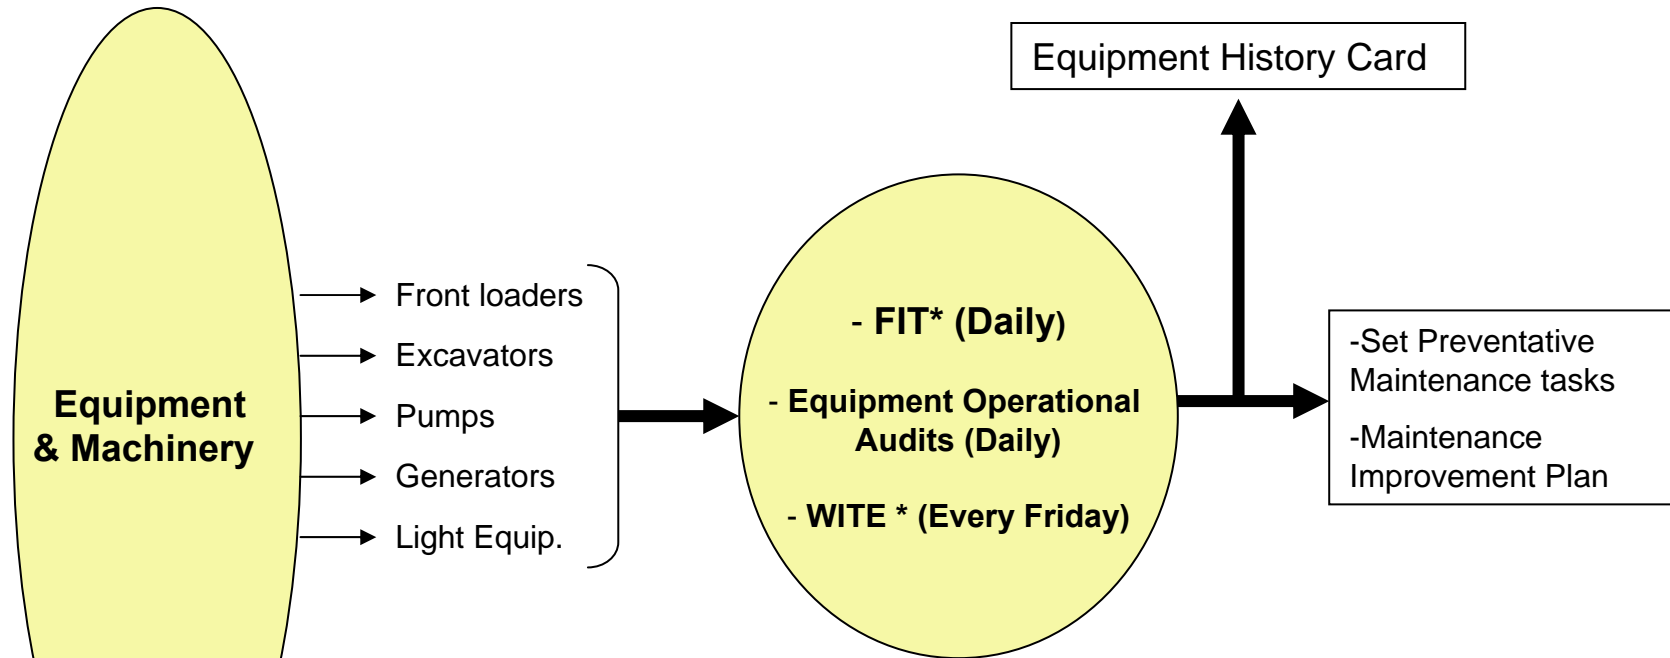 Equipment History Card
Equipment
& Machinery
Front loaders
Excavators
Pumps
Generators
Light Equip.
- FIT* (Daily)
- Equipment Operational
Audits (Daily)
- WITE * (Every Friday)
-Set Preventative
Maintenance tasks
-Maintenance
Improvement Plan